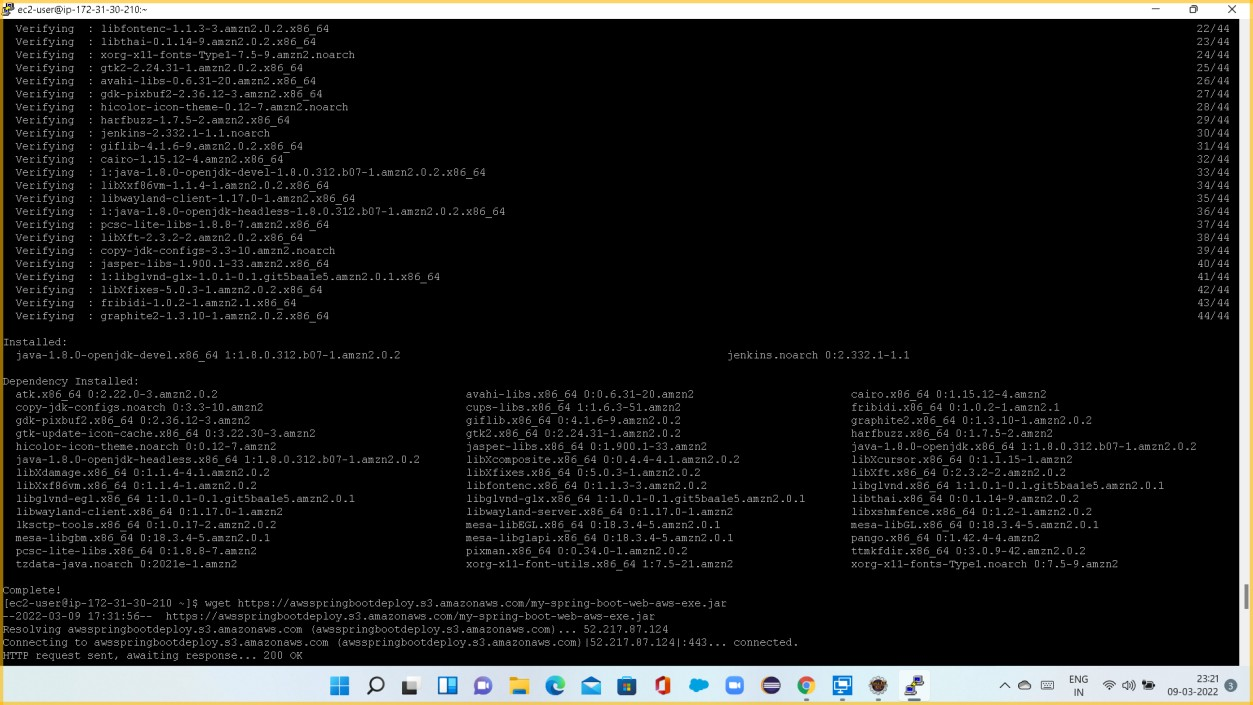 ec2-user@ip-172-31-30-210:~
Verifying : libfontenc-1.1.3-3.amzn2.0.2.x86_64 22/44
Verifying : libthai-0.1.14-9.amzn2.0.2.x86_64 23/44
Verifying : xorg-x11-fonts-Type1-7.5-9.amzn2.noarch 24/44
Verifying : gtk2-2.24.31-1.amzn2.0.2.x86_64 25/44
Verifying : avahi-libs-0.6.31-20.amzn2.x86_64 26/44
Verifying : gdk-pixbuf2-2.36.12-3.amzn2.x86_64 27/44
Verifying : hicolor-icon-theme-0.12-7.amzn2.noarch 28/44
Verifying : harfbuzz-1.7.5-2.amzn2.x86_64 29/44
Verifying : jenkins-2.332.1-1.1.noarch 30/44
Verifying : giflib-4.1.6-9.amzn2.0.2.x86_64 31/44
Verifying : cairo-1.15.12-4.amzn2.x86_64 32/44
Verifying : 1:java-1.8.0-openjdk-devel-1.8.0.312.b07-1.amzn2.0.2.x86_64 33/44
Verifying : libXxf86vm-1.1.4-1.amzn2.0.2.x86_64 34/44
Verifying : libwayland-client-1.17.0-1.amzn2.x86_64 35/44
Verifying : 1:java-1.8.0-openjdk-headless-1.8.0.312.b07-1.amzn2.0.2.x86_64 36/44
Verifying : pcsc-lite-libs-1.8.8-7.amzn2.x86_64 37/44
Verifying : libXft-2.3.2-2.amzn2.0.2.x86_64 38/44
Verifying : copy-jdk-configs-3.3-10.amzn2.noarch 39/44
Verifying : jasper-libs-1.900.1-33.amzn2.x86_64 40/44
Verifying : 1:libglvnd-glx-1.0.1-0.1.git5baa1e5.amzn2.0.1.x86_64 41/44
Verifying : libXfixes-5.0.3-1.amzn2.0.2.x86_64 42/44
Verifying : fribidi-1.0.2-1.amzn2.1.x86_64 43/44
Verifying : graphite2-1.3.10-1.amzn2.0.2.x86_64 44/44
Installed:
java-1.8.0-openjdk-devel.x86_64 1:1.8.0.312.b07-1.amzn2.0.2 jenkins.noarch 0:2.332.1-1.1
Dependency Installed:
atk.x86_64 0:2.22.0-3.amzn2.0.2 avahi-libs.x86_64 0:0.6.31-20.amzn2 cairo.x86_64 0:1.15.12-4.amzn2
copy-jdk-configs.noarch 0:3.3-10.amzn2 cups-libs.x86_64 1:1.6.3-51.amzn2 fribidi.x86_64 0:1.0.2-1.amzn2.1
gdk-pixbuf2.x86_64 0:2.36.12-3.amzn2 giflib.x86_64 0:4.1.6-9.amzn2.0.2 graphite2.x86_64 0:1.3.10-1.amzn2.0.2
gtk-update-icon-cache.x86_64 0:3.22.30-3.amzn2 gtk2.x86_64 0:2.24.31-1.amzn2.0.2 harfbuzz.x86_64 0:1.7.5-2.amzn2
hicolor-icon-theme.noarch 0:0.12-7.amzn2 jasper-libs.x86_64 0:1.900.1-33.amzn2 java-1.8.0-openjdk.x86_64 1:1.8.0.312.b07-1.amzn2.0.2
java-1.8.0-openjdk-headless.x86_64 1:1.8.0.312.b07-1.amzn2.0.2 libXcomposite.x86_64 0:0.4.4-4.1.amzn2.0.2 libXcursor.x86_64 0:1.1.15-1.amzn2
libXdamage.x86_64 0:1.1.4-4.1.amzn2.0.2 libXfixes.x86_64 0:5.0.3-1.amzn2.0.2 libXft.x86_64 0:2.3.2-2.amzn2.0.2
libXxf86vm.x86_64 0:1.1.4-1.amzn2.0.2 libfontenc.x86_64 0:1.1.3-3.amzn2.0.2 libglvnd.x86_64 1:1.0.1-0.1.git5baa1e5.amzn2.0.1
libglvnd-egl.x86_64 1:1.0.1-0.1.git5baa1e5.amzn2.0.1 libglvnd-glx.x86_64 1:1.0.1-0.1.git5baa1e5.amzn2.0.1 libthai.x86_64 0:0.1.14-9.amzn2.0.2
libwayland-client.x86_64 0:1.17.0-1.amzn2 libwayland-server.x86_64 0:1.17.0-1.amzn2 libxshmfence.x86_64 0:1.2-1.amzn2.0.2
lksctp-tools.x86_64 0:1.0.17-2.amzn2.0.2 mesa-libEGL.x86_64 0:18.3.4-5.amzn2.0.1 mesa-libGL.x86_64 0:18.3.4-5.amzn2.0.1
mesa-libgbm.x86_64 0:18.3.4-5.amzn2.0.1 mesa-libglapi.x86_64 0:18.3.4-5.amzn2.0.1 pango.x86_64 0:1.42.4-4.amzn2
pcsc-lite-libs.x86_64 0:1.8.8-7.amzn2 pixman.x86_64 0:0.34.0-1.amzn2.0.2 ttmkfdir.x86_64 0:3.0.9-42.amzn2.0.2
tzdata-java.noarch 0:2021e-1.amzn2 xorg-x11-font-utils.x86_64 1:7.5-21.amzn2 xorg-x11-fonts-Type1.noarch 0:7.5-9.amzn2
Complete!
[ec2-user@ip-172-31-30-210 ~]$ wget https://awsspringbootdeploy.s3.amazonaws.com/my-spring-boot-web-aws-exe.jar
--2022-03-09 17:31:56-- https://awsspringbootdeploy.s3.amazonaws.com/my-spring-boot-web-aws-exe.jar
Resolving awsspringbootdeploy.s3.amazonaws.com (awsspringbootdeploy.s3.amazonaws.com)... 52.217.87.124
Connecting to awsspringbootdeploy.s3.amazonaws.com (awsspringbootdeploy.s3.amazonaws.com)|52.217.87.124|:443... connected.
HTTP request sent, awaiting response... 200 OK
ENG
IN
23:21
09-03-2022
3